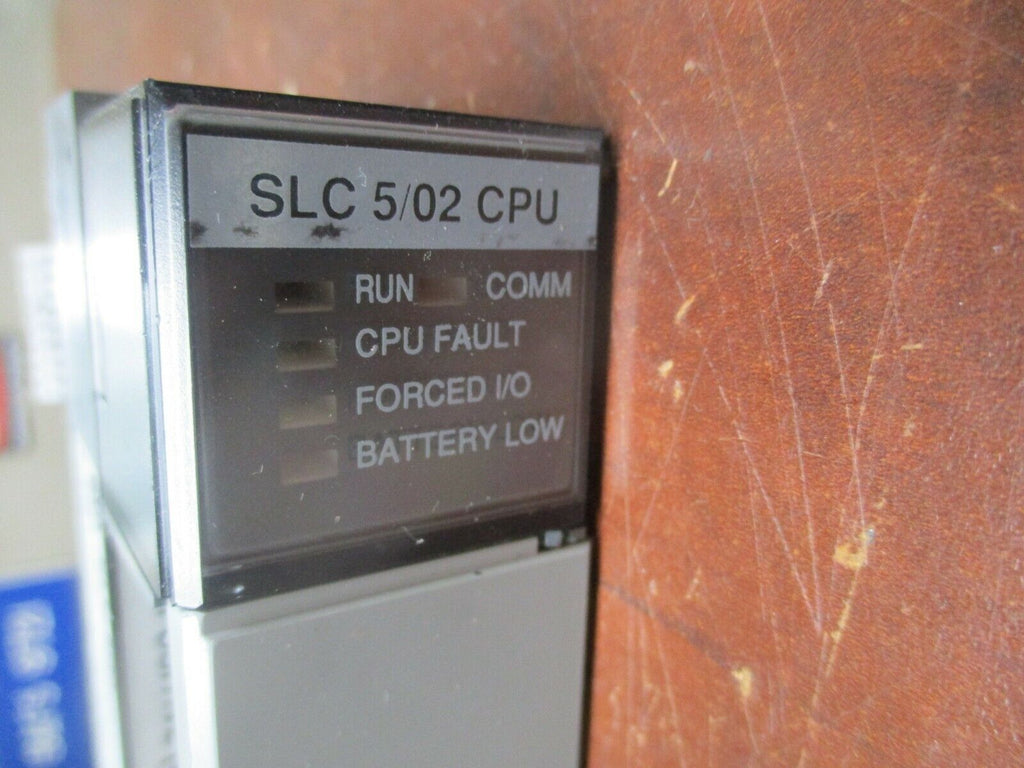 SLC 5/02 CPU
RUN COMM
CPU FAULT
FORCED I/O
BATTERY LOW